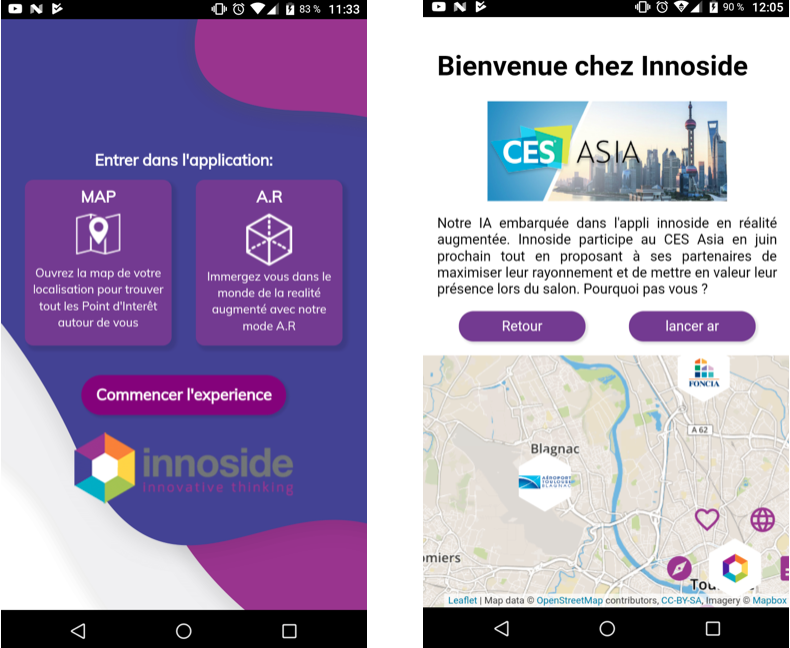 83 % 11:33
Entrer dans l'application:
MAP
Ouvrez la map de votre
localisation pour trouver
tout les Point d'Interêt
autour de vous
A.R
Immergez vous dans le
monde de la realité
augmenté avec notre
mode A.R
Commencer l'experience
innoside
innovative thinking
90 % 12:05
Bienvenue chez Innoside
CES ASIA
Notre IA embarquée dans l'appli innoside en réalité
augmentée. Innoside participe au CES Asia en juin
prochain tout en proposant à ses partenaires de
maximiser leur rayonnement et de mettre en valeur leur
présence lors du salon. Pourquoi pas vous ?
Retour lancer ar
FONCIA
A 62
Blagnac
AÉROPORT
TOULOUSE
BLAGNAC
omiers
Leaflet | Map data © OpenStreetMap contributors, CC-BY-SA, Imagery © Mapbox